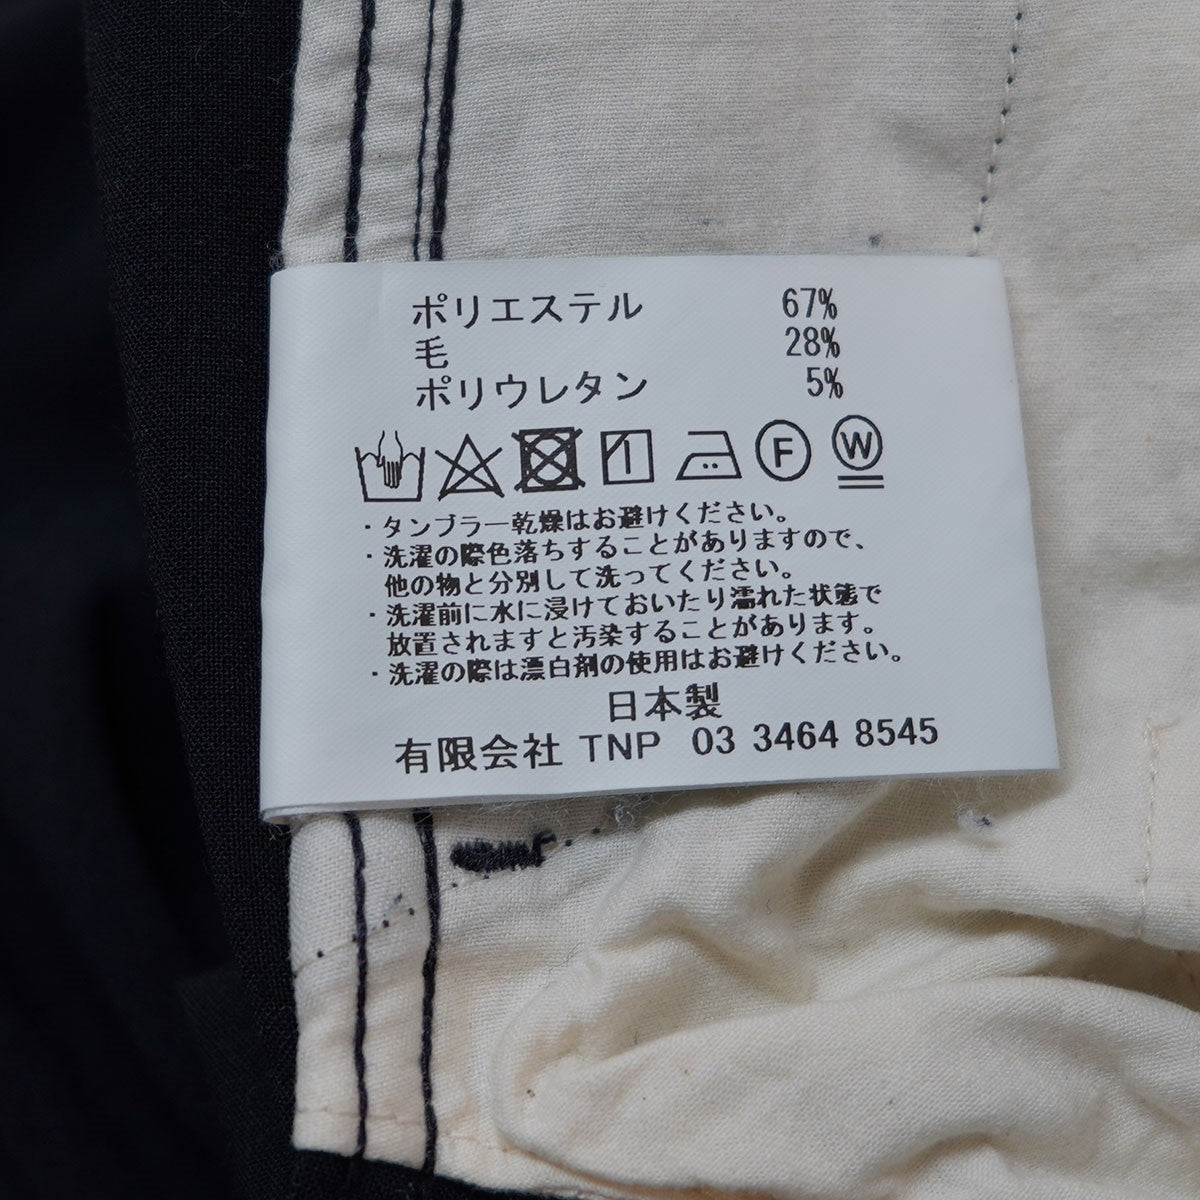 ポリエステル 67%
毛 28%
ポリウレタン 5%
F W
・タンブラー乾燥はお避けください。
・洗濯の際色落ちすることがありますので、
他の物と分別して洗ってください。
・洗濯前に水に浸けておいたり濡れた状態で
放置されますと汚染することがあります。
・洗濯の際は漂白剤の使用はお避けください。
日本製
有限会社 TNP 03 3464 8545